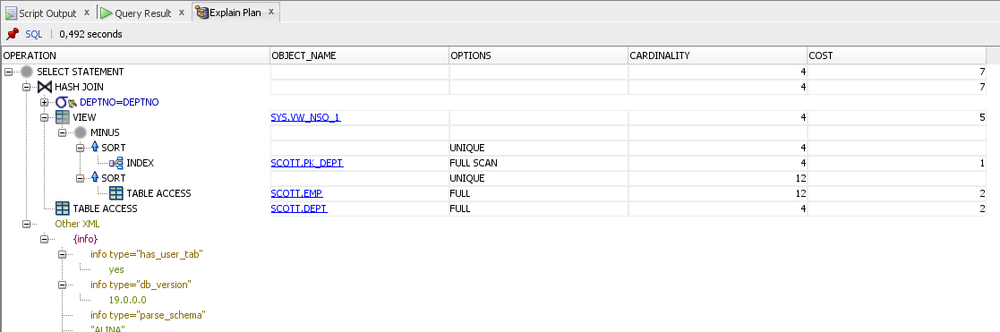 Script Output x Query Result x Explain Plan x
SQL | 0,492 seconds
OPERATION OBJECT_NAME OPTIONS CARDINALITY COST
SELECT STATEMENT 4 7
HASH JOIN 4 7
DEPTNO=DEPTNO
VIEW SYS.VW_NSO_1 4 5
MINUS
SORT UNIQUE 4
INDEX SCOTT.PK_DEPT FULL SCAN 4 1
SORT UNIQUE 12
TABLE ACCESS SCOTT.EMP FULL 12 2
TABLE ACCESS SCOTT.DEPT FULL 4 2
Other XML
{info}
info type="has_user_tab"
yes
info type="db_version"
19.0.0.0
info type="parse_schema"
"ALINA"